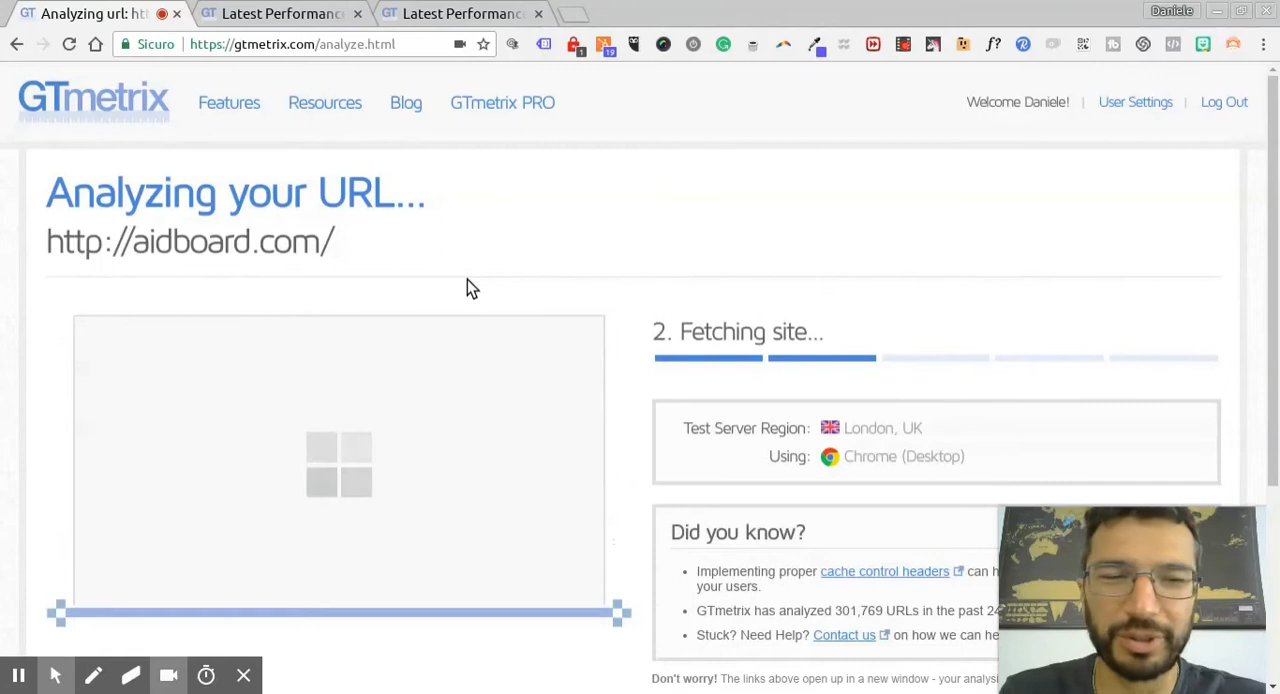 Analyzing url: ht
Latest Performanc
Latest Performanc
Daniele
Sicuro
https://gtmetrix.com/analyze.html
1
19
f?
GTmetrix
Features
Resources
Blog
GTmetrix PRO
Welcome Daniele!
User Settings
Log Out
Analyzing your URL...
http://aidboard.com/
2. Fetching site...
Test Server Region: London, UK
Using: Chrome (Desktop)
Did you know?
Implementing proper cache control headers can h
your users.
GTmetrix has analyzed 301,769 URLs in the past 24
Stuck? Need Help? Contact us on how we can he
Don't worry! The links above open up in a new window - your analys